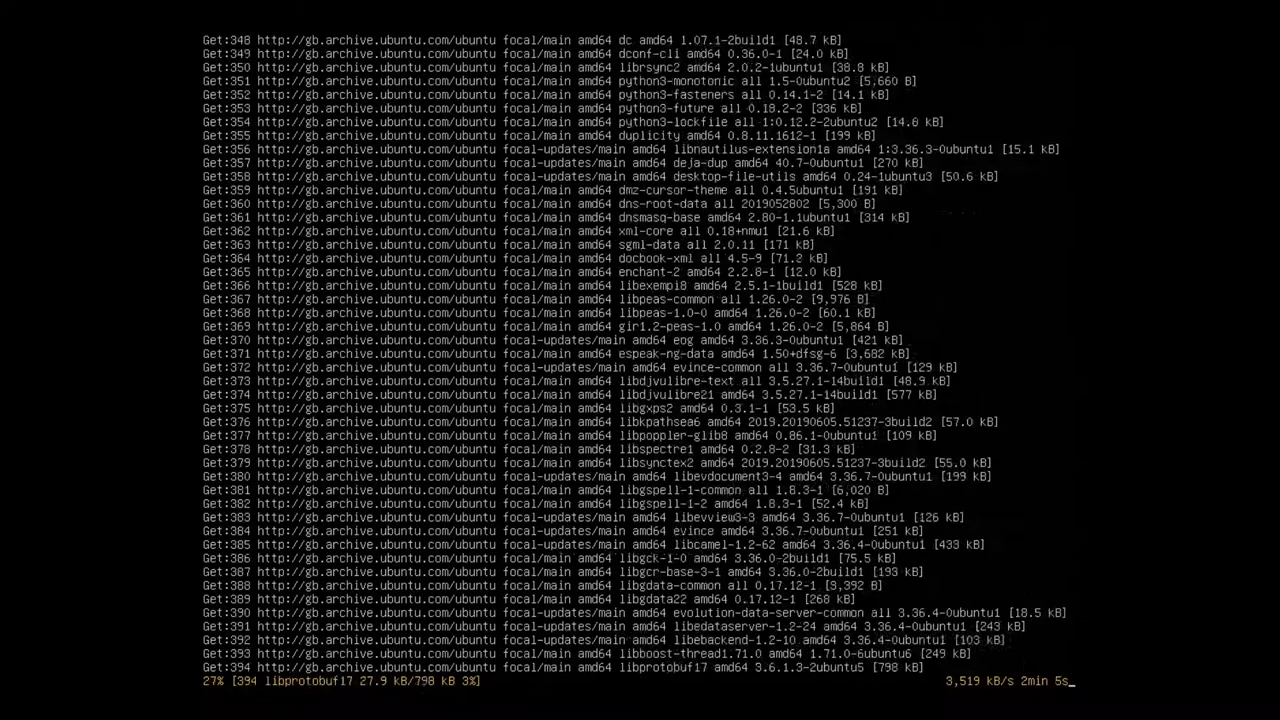 Get:348 http://gb.archive.ubuntu.com/ubuntu focal/main amd64 dc amd64 1.07.1-2build1 [48.7 kB]
Get:349 http://gb.archive.ubuntu.com/ubuntu focal/main amd64 dconf-cli amd64 0.36.0-1 [24.0 kB]
Get:350 http://gb.archive.ubuntu.com/ubuntu focal/main amd64 librsync2 amd64 2.0.2-1ubuntu1 [38.8 kB]
Get:351 http://gb.archive.ubuntu.com/ubuntu focal/main amd64 python3-monotonic all 1.5-0ubuntu2 [5,660 B]
Get:352 http://gb.archive.ubuntu.com/ubuntu focal/main amd64 python3-fasteners all 0.14.1-2 [14.1 kB]
Get:353 http://gb.archive.ubuntu.com/ubuntu focal/main amd64 python3-future all 0.18.2-2 [336 kB]
Get:354 http://gb.archive.ubuntu.com/ubuntu focal/main amd64 python3-lockfile all 1:0.12.2-2ubuntu2 [14.6 kB]
Get:355 http://gb.archive.ubuntu.com/ubuntu focal/main amd64 duplicity amd64 0.8.11.1612-1 [199 kB]
Get:356 http://gb.archive.ubuntu.com/ubuntu focal-updates/main amd64 libnautilus-extension1a amd64 1:3.36.3-0ubuntu1 [15.1 kB]
Get:357 http://gb.archive.ubuntu.com/ubuntu focal/main amd64 deja-dup amd64 40.7-0ubuntu1 [270 kB]
Get:358 http://gb.archive.ubuntu.com/ubuntu focal-updates/main amd64 desktop-file-utils amd64 0.24-1ubuntu3 [50.6 kB]
Get:359 http://gb.archive.ubuntu.com/ubuntu focal/main amd64 dmz-cursor-theme all 0.4.5ubuntu1 [191 kB]
Get:360 http://gb.archive.ubuntu.com/ubuntu focal/main amd64 dns-root-data all 2019052802 [5,300 B]
Get:361 http://gb.archive.ubuntu.com/ubuntu focal/main amd64 dnsmasq-base amd64 2.80-1.1ubuntu1 [314 kB]
Get:362 http://gb.archive.ubuntu.com/ubuntu focal/main amd64 xml-core all 0.18+nmu1 [21.6 kB]
Get:363 http://gb.archive.ubuntu.com/ubuntu focal/main amd64 sgml-data all 2.0.11 [171 kB]
Get:364 http://gb.archive.ubuntu.com/ubuntu focal/main amd64 docbook-xml all 4.5-9 [71.2 kB]
Get:365 http://gb.archive.ubuntu.com/ubuntu focal/main amd64 enchant-2 amd64 2.2.8-1 [12.0 kB]
Get:366 http://gb.archive.ubuntu.com/ubuntu focal/main amd64 libexempi8 amd64 2.5.1-1build1 [528 kB]
Get:367 http://gb.archive.ubuntu.com/ubuntu focal/main amd64 libpeas-common all 1.26.0-2 [9,976 B]
Get:368 http://gb.archive.ubuntu.com/ubuntu focal/main amd64 libpeas-1.0-0 amd64 1.26.0-2 [60.1 kB]
Get:369 http://gb.archive.ubuntu.com/ubuntu focal/main amd64 gir1.2-peas-1.0 amd64 1.26.0-2 [5,864 B]
Get:370 http://gb.archive.ubuntu.com/ubuntu focal-updates/main amd64 eog amd64 3.36.3-0ubuntu1 [421 kB]
Get:371 http://gb.archive.ubuntu.com/ubuntu focal/main amd64 espeak-ng-data amd64 1.50+dfsg-6 [3,682 kB]
Get:372 http://gb.archive.ubuntu.com/ubuntu focal-updates/main amd64 evince-common all 3.36.7-0ubuntu1 [129 kB]
Get:373 http://gb.archive.ubuntu.com/ubuntu focal/main amd64 libdjvulibre-text all 3.5.27.1-14build1 [48.9 kB]
Get:374 http://gb.archive.ubuntu.com/ubuntu focal/main amd64 libdjvulibre21 amd64 3.5.27.1-14build1 [577 kB]
Get:375 http://gb.archive.ubuntu.com/ubuntu focal/main amd64 libgxps2 amd64 0.3.1-1 [53.5 kB]
Get:376 http://gb.archive.ubuntu.com/ubuntu focal/main amd64 libkpathsea6 amd64 2019.20190605.51237-3build2 [57.0 kB]
Get:377 http://gb.archive.ubuntu.com/ubuntu focal/main amd64 libpoppler-glib8 amd64 0.86.1-0ubuntu1 [109 kB]
Get:378 http://gb.archive.ubuntu.com/ubuntu focal/main amd64 libspectre1 amd64 0.2.8-2 [31.3 kB]
Get:379 http://gb.archive.ubuntu.com/ubuntu focal/main amd64 libsynctex2 amd64 2019.20190605.51237-3build2 [55.0 kB]
Get:380 http://gb.archive.ubuntu.com/ubuntu focal-updates/main amd64 libevdocument3-4 amd64 3.36.7-0ubuntu1 [199 kB]
Get:381 http://gb.archive.ubuntu.com/ubuntu focal/main amd64 libgspell-1-common all 1.8.3-1 [6,020 B]
Get:382 http://gb.archive.ubuntu.com/ubuntu focal/main amd64 libgspell-1-2 amd64 1.8.3-1 [52.4 kB]
Get:383 http://gb.archive.ubuntu.com/ubuntu focal-updates/main amd64 libevview3-3 amd64 3.36.7-0ubuntu1 [126 kB]
Get:384 http://gb.archive.ubuntu.com/ubuntu focal-updates/main amd64 evince amd64 3.36.7-0ubuntu1 [251 kB]
Get:385 http://gb.archive.ubuntu.com/ubuntu focal-updates/main amd64 libcamel-1.2-62 amd64 3.36.4-0ubuntu1 [433 kB]
Get:386 http://gb.archive.ubuntu.com/ubuntu focal/main amd64 libgck-1-0 amd64 3.36.0-2build1 [75.5 kB]
Get:387 http://gb.archive.ubuntu.com/ubuntu focal/main amd64 libgcr-base-3-1 amd64 3.36.0-2build1 [193 kB]
Get:388 http://gb.archive.ubuntu.com/ubuntu focal/main amd64 libgdata-common all 0.17.12-1 [3,392 B]
Get:389 http://gb.archive.ubuntu.com/ubuntu focal/main amd64 libgdata22 amd64 0.17.12-1 [268 kB]
Get:390 http://gb.archive.ubuntu.com/ubuntu focal-updates/main amd64 evolution-data-server-common all 3.36.4-0ubuntu1 [18.5 kB]
Get:391 http://gb.archive.ubuntu.com/ubuntu focal-updates/main amd64 libedataserver-1.2-24 amd64 3.36.4-0ubuntu1 [243 kB]
Get:392 http://gb.archive.ubuntu.com/ubuntu focal-updates/main amd64 libebackend-1.2-10 amd64 3.36.4-0ubuntu1 [103 kB]
Get:393 http://gb.archive.ubuntu.com/ubuntu focal/main amd64 libboost-thread1.71.0 amd64 1.71.0-6ubuntu6 [249 kB]
Get:394 http://gb.archive.ubuntu.com/ubuntu focal/main amd64 libprotobuf17 amd64 3.6.1.3-2ubuntu5 [798 kB]
27% [394 libprotobuf17 27.9 kB/798 kB 3%] 3,519 kB/s 2min 5s_